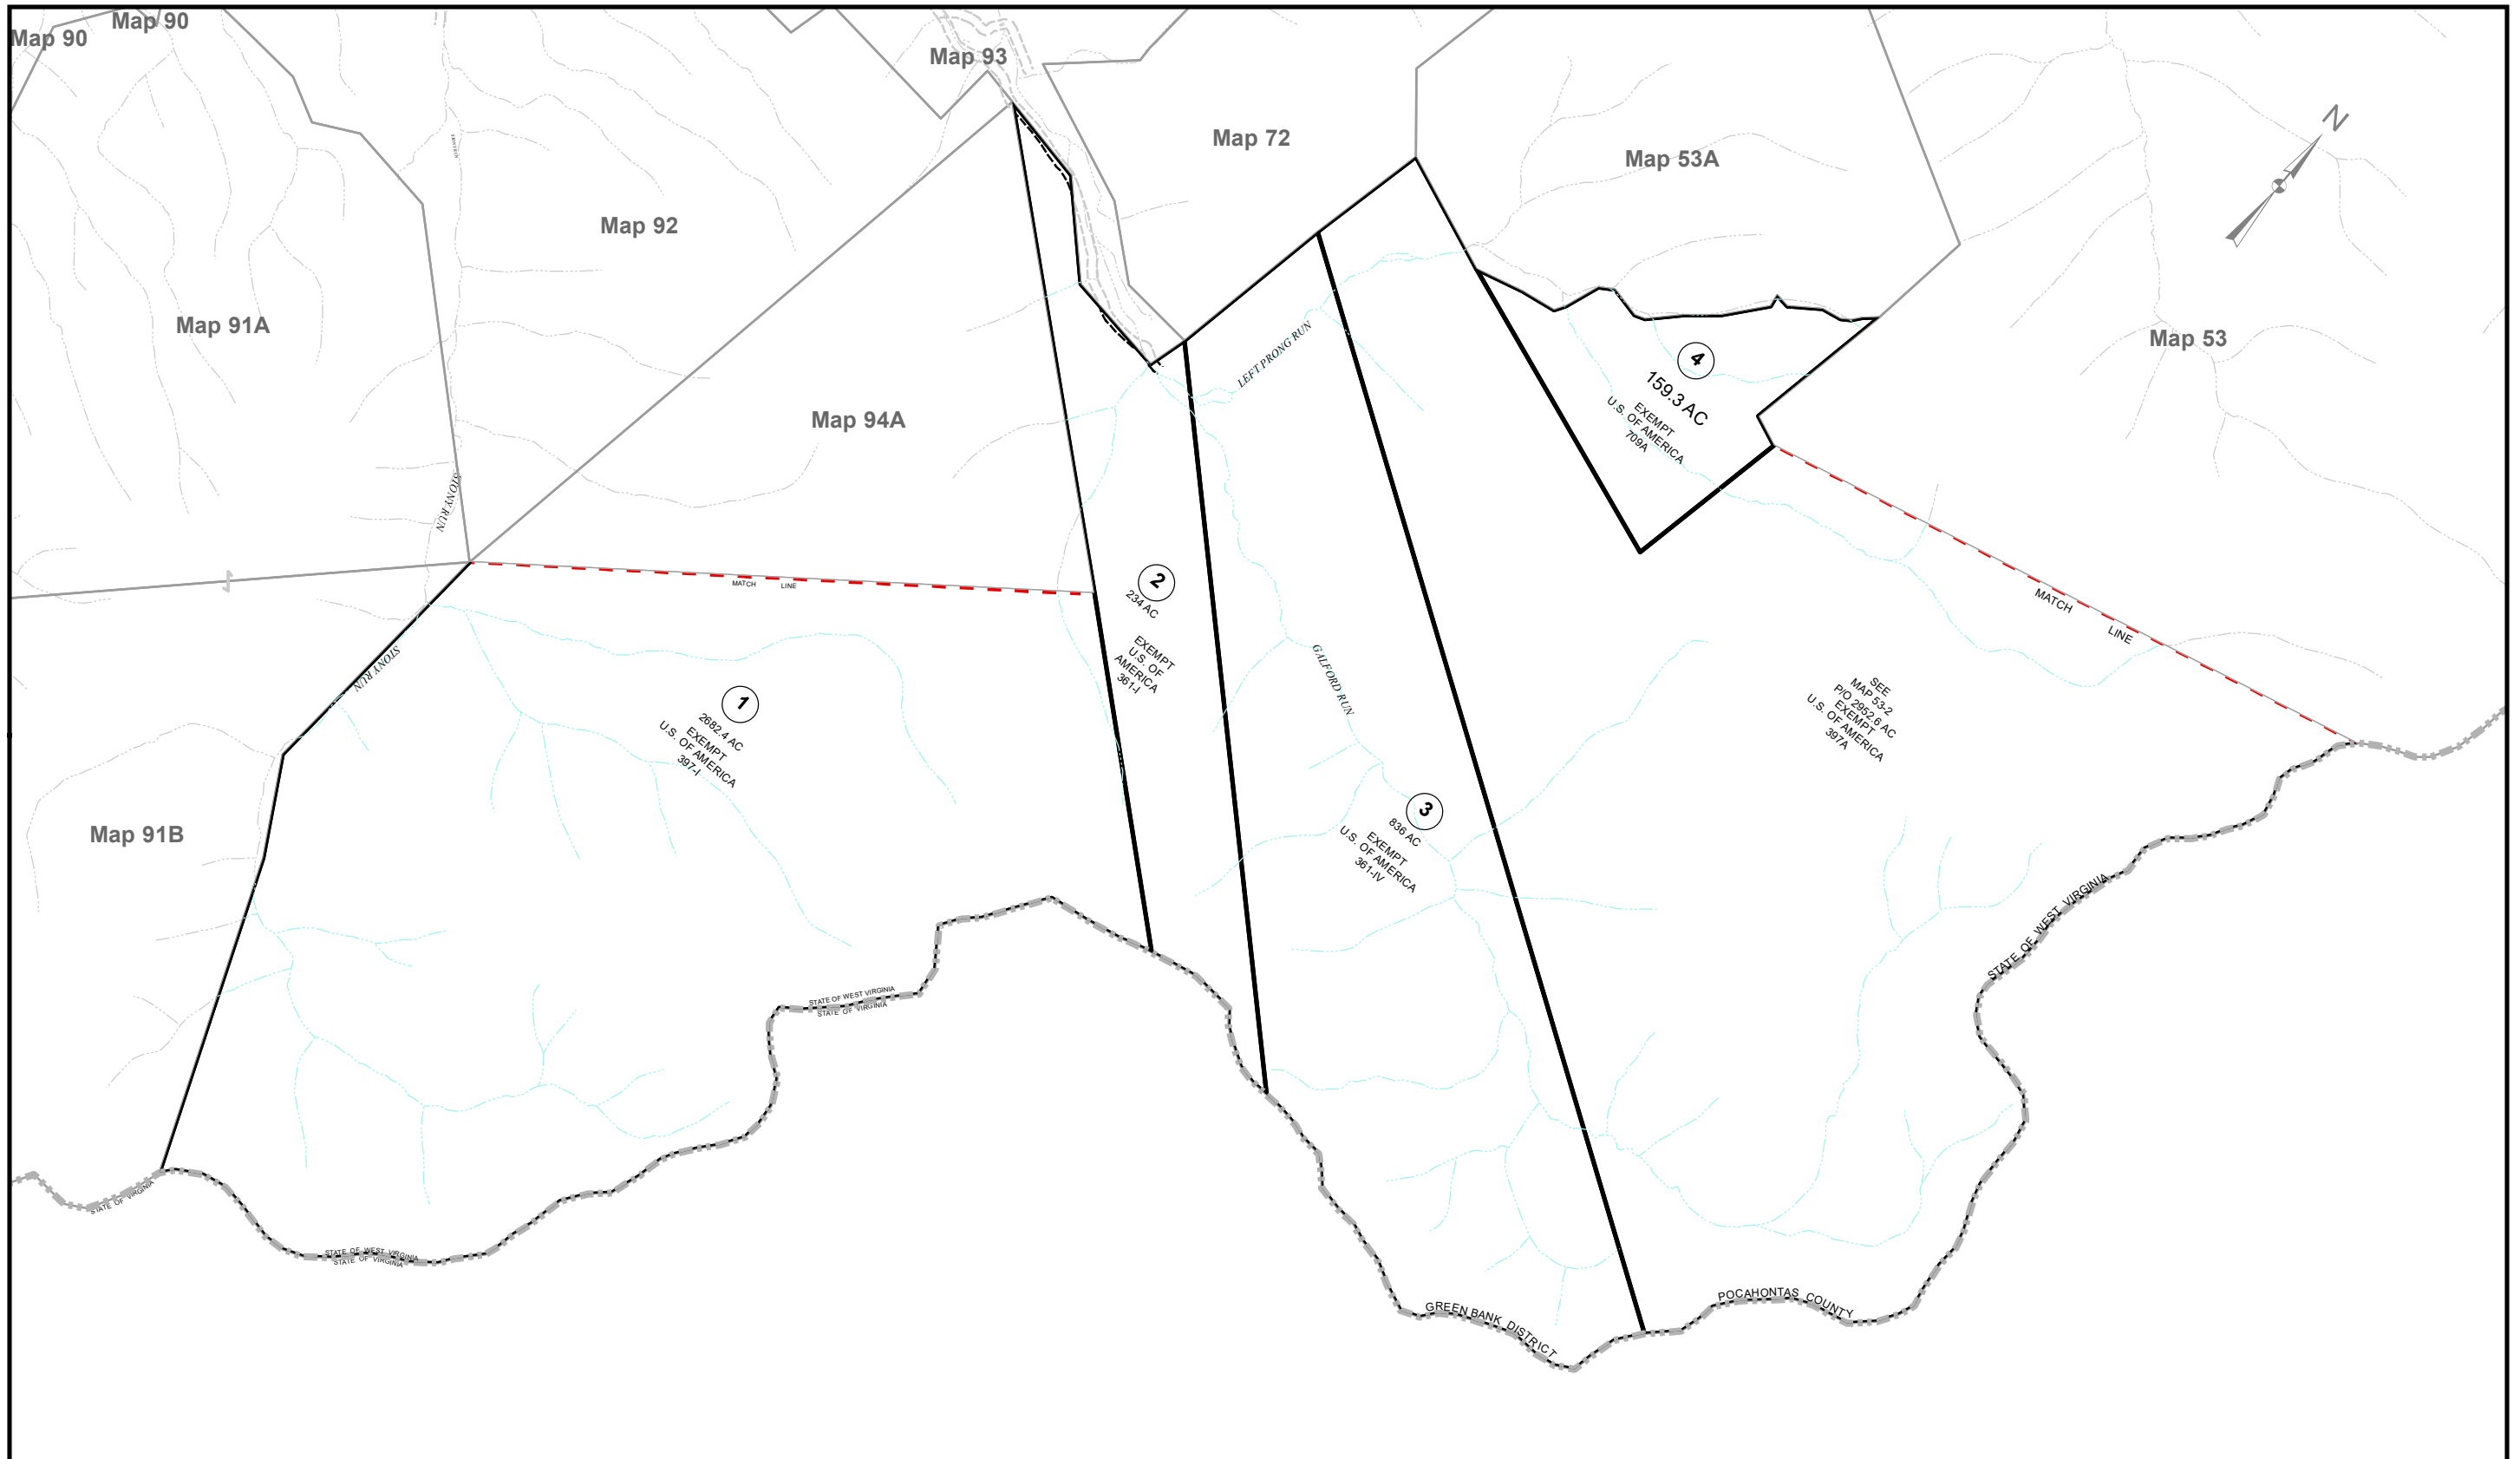 Map 90
Map 90
Map 93
Map 72
Map 53A
N
Map 92
Map 91A
Map 53
LEFT PRONG RUN
4
159.3 AC
EXEMPT
U.S. OF AMERICA
709A
Map 94A
STONY RUN
MATCH LINE
2
234 AC
EXEMPT
U.S. OF
AMERICA
361-I
MATCH LINE
STONY RUN
GALFORD RUN
1
2682.4 AC
EXEMPT
U.S. OF AMERICA
397-I
SEE
MAP 53-2
P/O 2952.6 AC
EXEMPT
U.S. OF AMERICA
397A
3
836 AC
EXEMPT
U.S. OF AMERICA
361-IV
Map 91B
STATE OF WEST VIRGINIA
STATE OF WEST VIRGINIA
STATE OF VIRGINIA
STATE OF VIRGINIA
STATE OF WEST VIRGINIA
STATE OF VIRGINIA
GREEN BANK DISTRICT
POCAHONTAS COUNTY